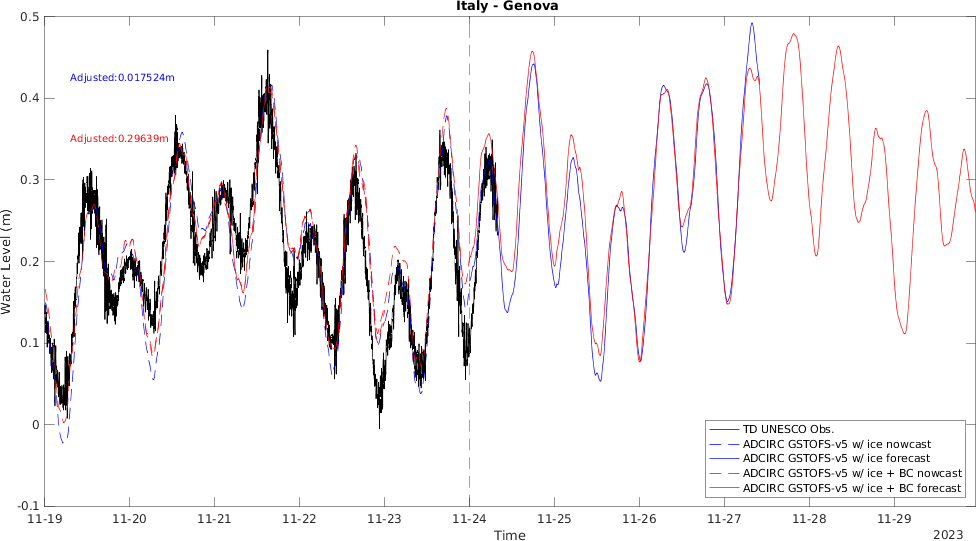 Italy - Genova
0.5
0.4
0.3
0.2
0.1
0
-0.1
Water Level (m)
Adjusted:0.017524m
Adjusted:0.29639m
TD UNESCO Obs.
ADCIRC GSTOFS-v5 w/ ice nowcast
ADCIRC GSTOFS-v5 w/ ice forecast
ADCIRC GSTOFS-v5 w/ ice + BC nowcast
ADCIRC GSTOFS-v5 w/ ice + BC forecast
11-19 11-20 11-21 11-22 11-23 11-24 11-25 11-26 11-27 11-28 11-29
Time
2023